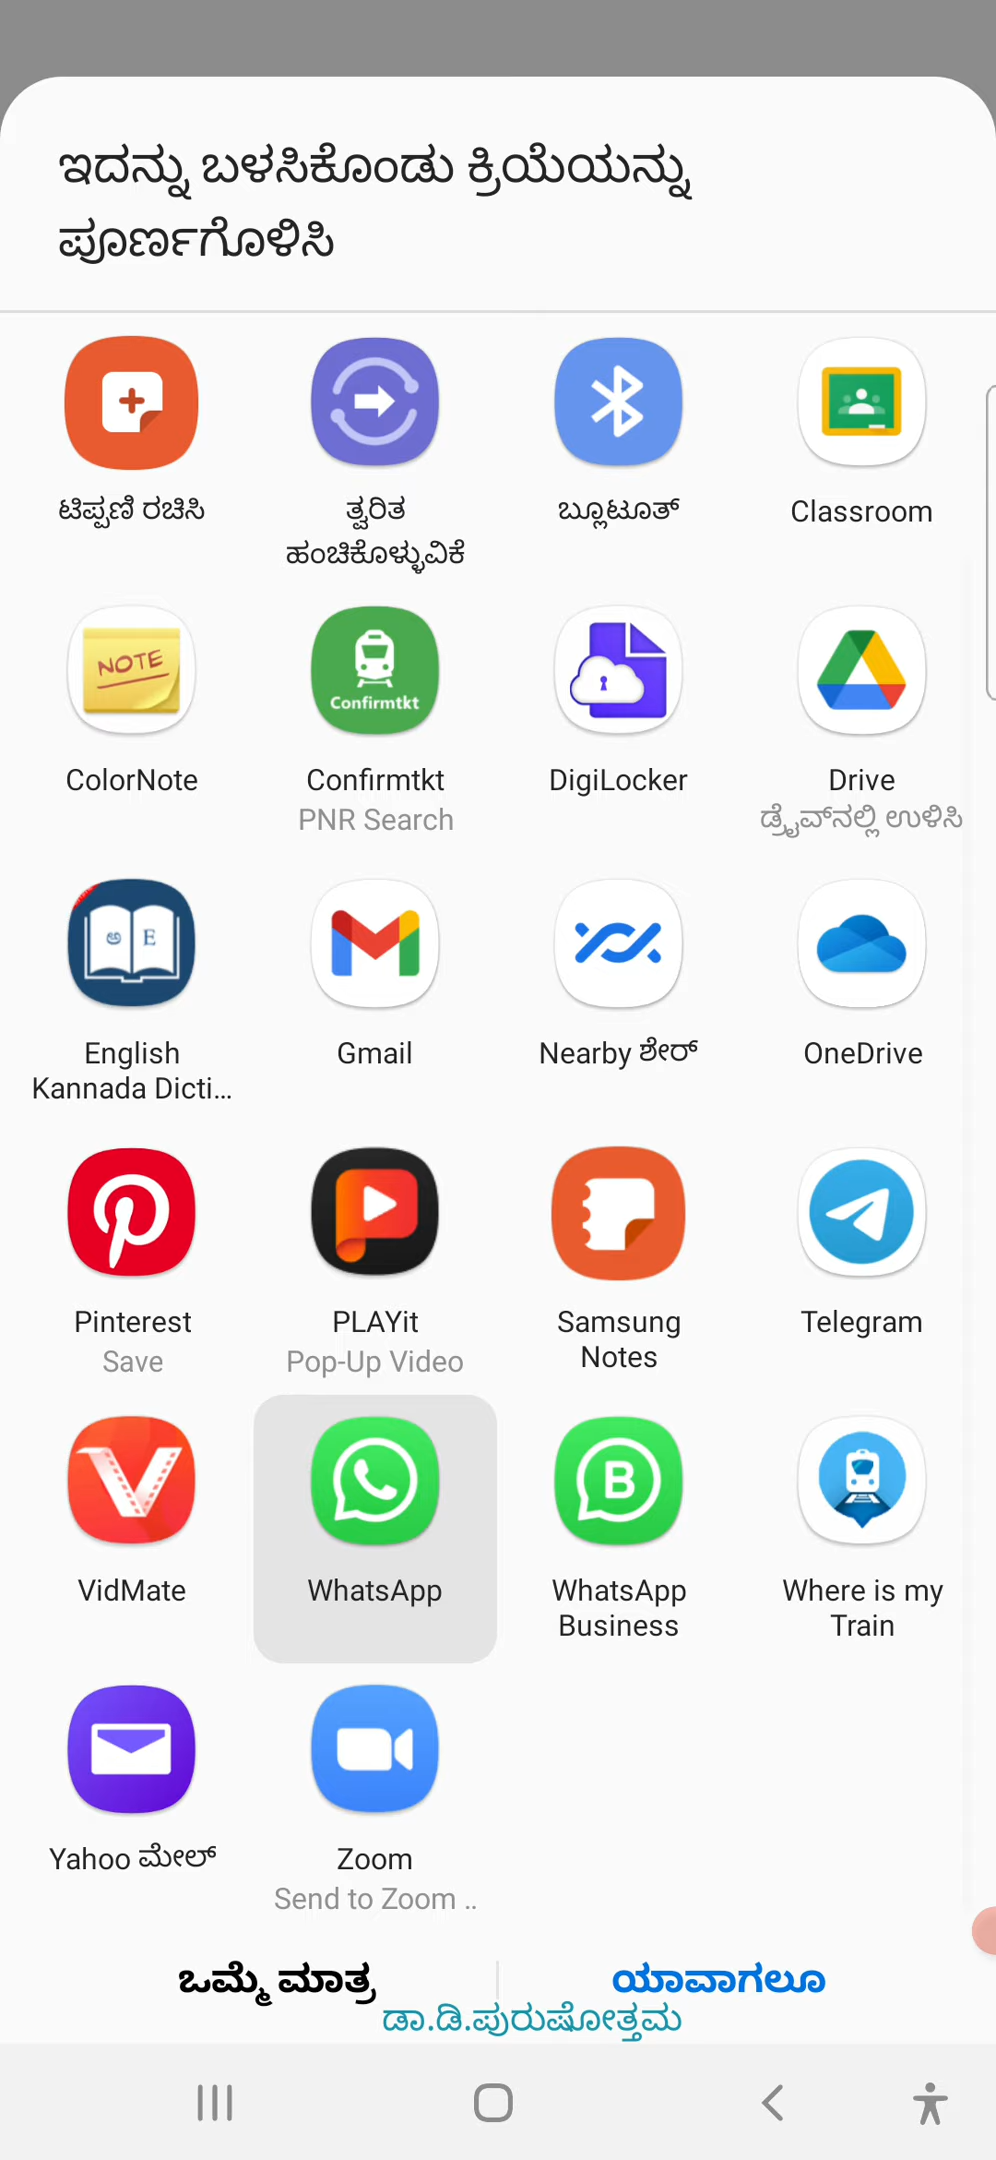 ಇದನ್ನು ಬಳಸಿಕೊಂಡು ಕ್ರಿಯೆಯನ್ನು
ಪೂರ್ಣಗೊಳಿಸಿ
ಟಿಪ್ಪಣಿ ರಚಿಸಿ
ತ್ವರಿತ
ಹಂಚಿಕೊಳ್ಳುವಿಕೆ
ಬ್ಲೂಟೂತ್
Classroom
NOTE
Confirmtkt
ColorNote
Confirmtkt
PNR Search
DigiLocker
Drive
ಡ್ರೈವ್‌ನಲ್ಲಿ ಉಳಿಸಿ
ಅ E
English
Kannada Dicti...
Gmail
Nearby ಶೇರ್
OneDrive
Pinterest
Save
PLAYit
Pop-Up Video
Samsung
Notes
Telegram
VidMate
WhatsApp
WhatsApp
Business
Where is my
Train
Yahoo ಮೇಲ್
Zoom
Send to Zoom ..
ಒಮ್ಮೆ ಮಾತ್ರ
ಯಾವಾಗಲೂ
ಡಾ.ಡಿ.ಪುರುಷೋತ್ತಮ